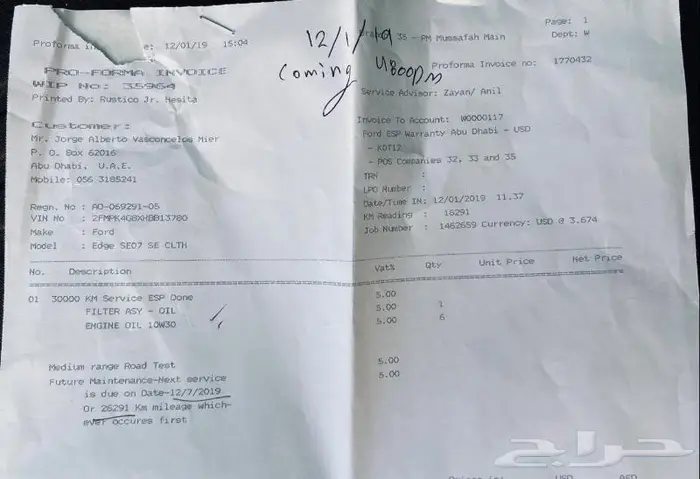 Proforma in e: 12/01/19 15:04
PRO-FORMA INVOICE
WIP No: 35964
Printed By: Rustico Jr. Mesita
Customer:
Mr. Jorge Alberto Vasconcelos Mier
P. O. Box 62016
Abu Dhabi, U.A.E.
Mobile: 056 3185241
Regn. No : AD-069291-05
VIN No : 2FMPK4G8XHBB13780
Make : Ford
Model : Edge SE07 SE CLTH
12/1/19
Coming 4800
Page: 1
35 - PM Mussafah Main
Dept: W
Proforma Invoice no: 1770432
Service Advisor: Zayan/ Anil
Invoice To Account: W0000117
Ford ESP Warranty Abu Dhabi - USD
- KOT12
- POS Companies 32, 33 and 35
TRN :
LPO Number :
Date/Time IN: 12/01/2019 11.37
KM Reading : 16291
Job Number : 1462659 Currency: USD @ 3.674
No. Description Vat% Qty Unit Price Net Price
01 30000 KM Service ESP Done 5.00
FILTER ASY - OIL 5.00 1
ENGINE OIL 10W30 5.00 6
Medium range Road Test 5.00
Future Maintenance-Next service 5.00
is due on Date-12/7/2019
Or 26291 Km mileage which-
ever occures first
USD AED
حراج